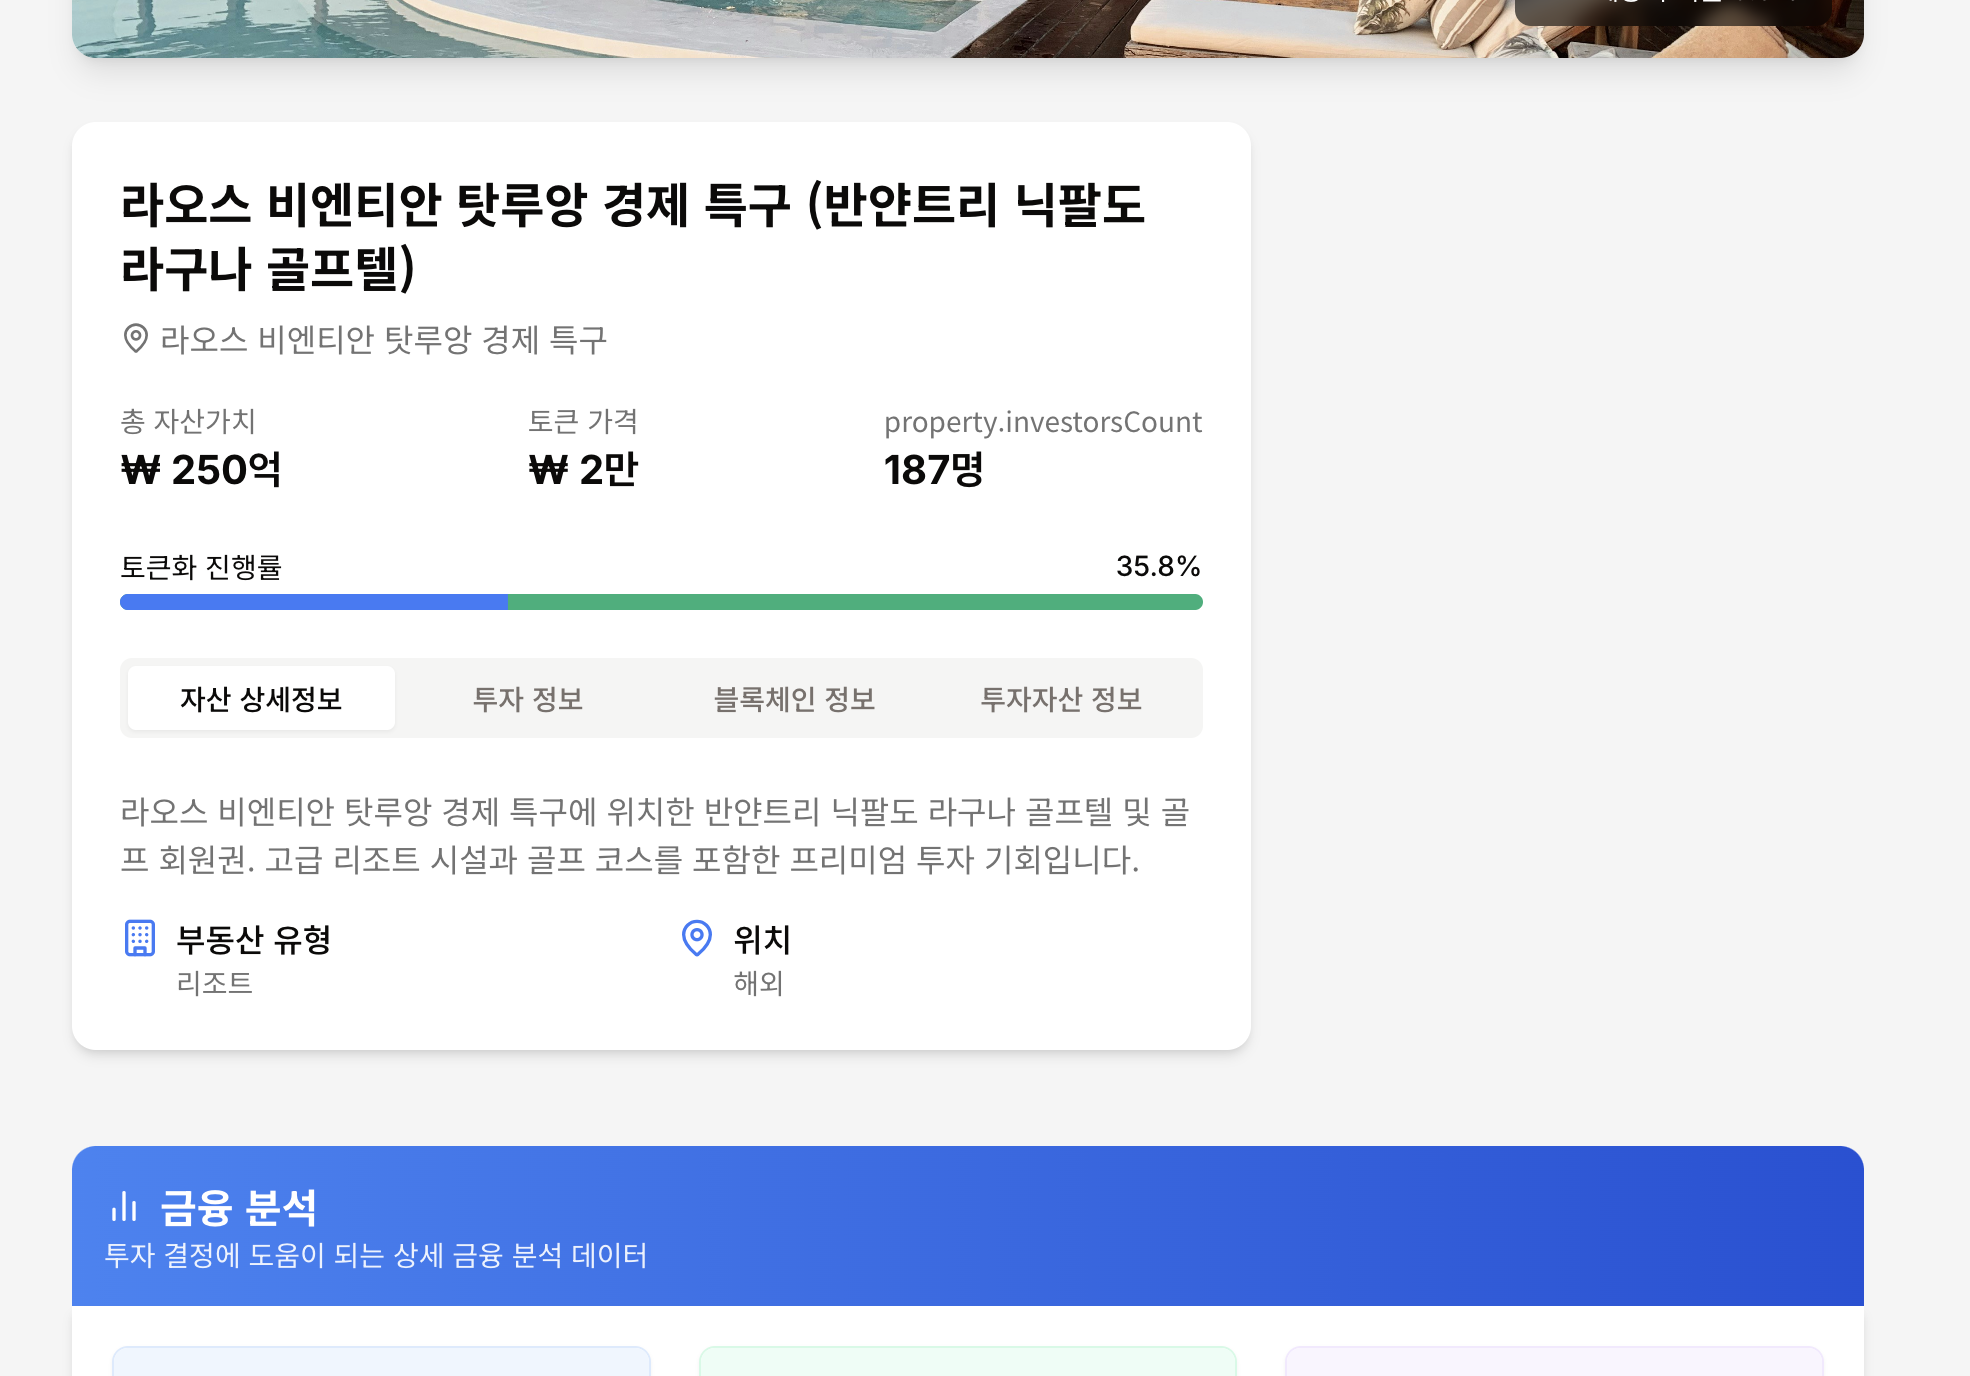 라오스 비엔티안 탓루앙 경제 특구 (반얀트리 닉팔도
라구나 골프텔)
라오스 비엔티안 탓루앙 경제 특구
총 자산가치
₩ 250억
토큰 가격
₩ 2만
property.investorsCount
187명
토큰화 진행률
35.8%
자산 상세정보
투자 정보
블록체인 정보
투자자산 정보
라오스 비엔티안 탓루앙 경제 특구에 위치한 반얀트리 닉팔도 라구나 골프텔 및 골
프 회원권. 고급 리조트 시설과 골프 코스를 포함한 프리미엄 투자 기회입니다.
부동산 유형
리조트
위치
해외
금융 분석
투자 결정에 도움이 되는 상세 금융 분석 데이터